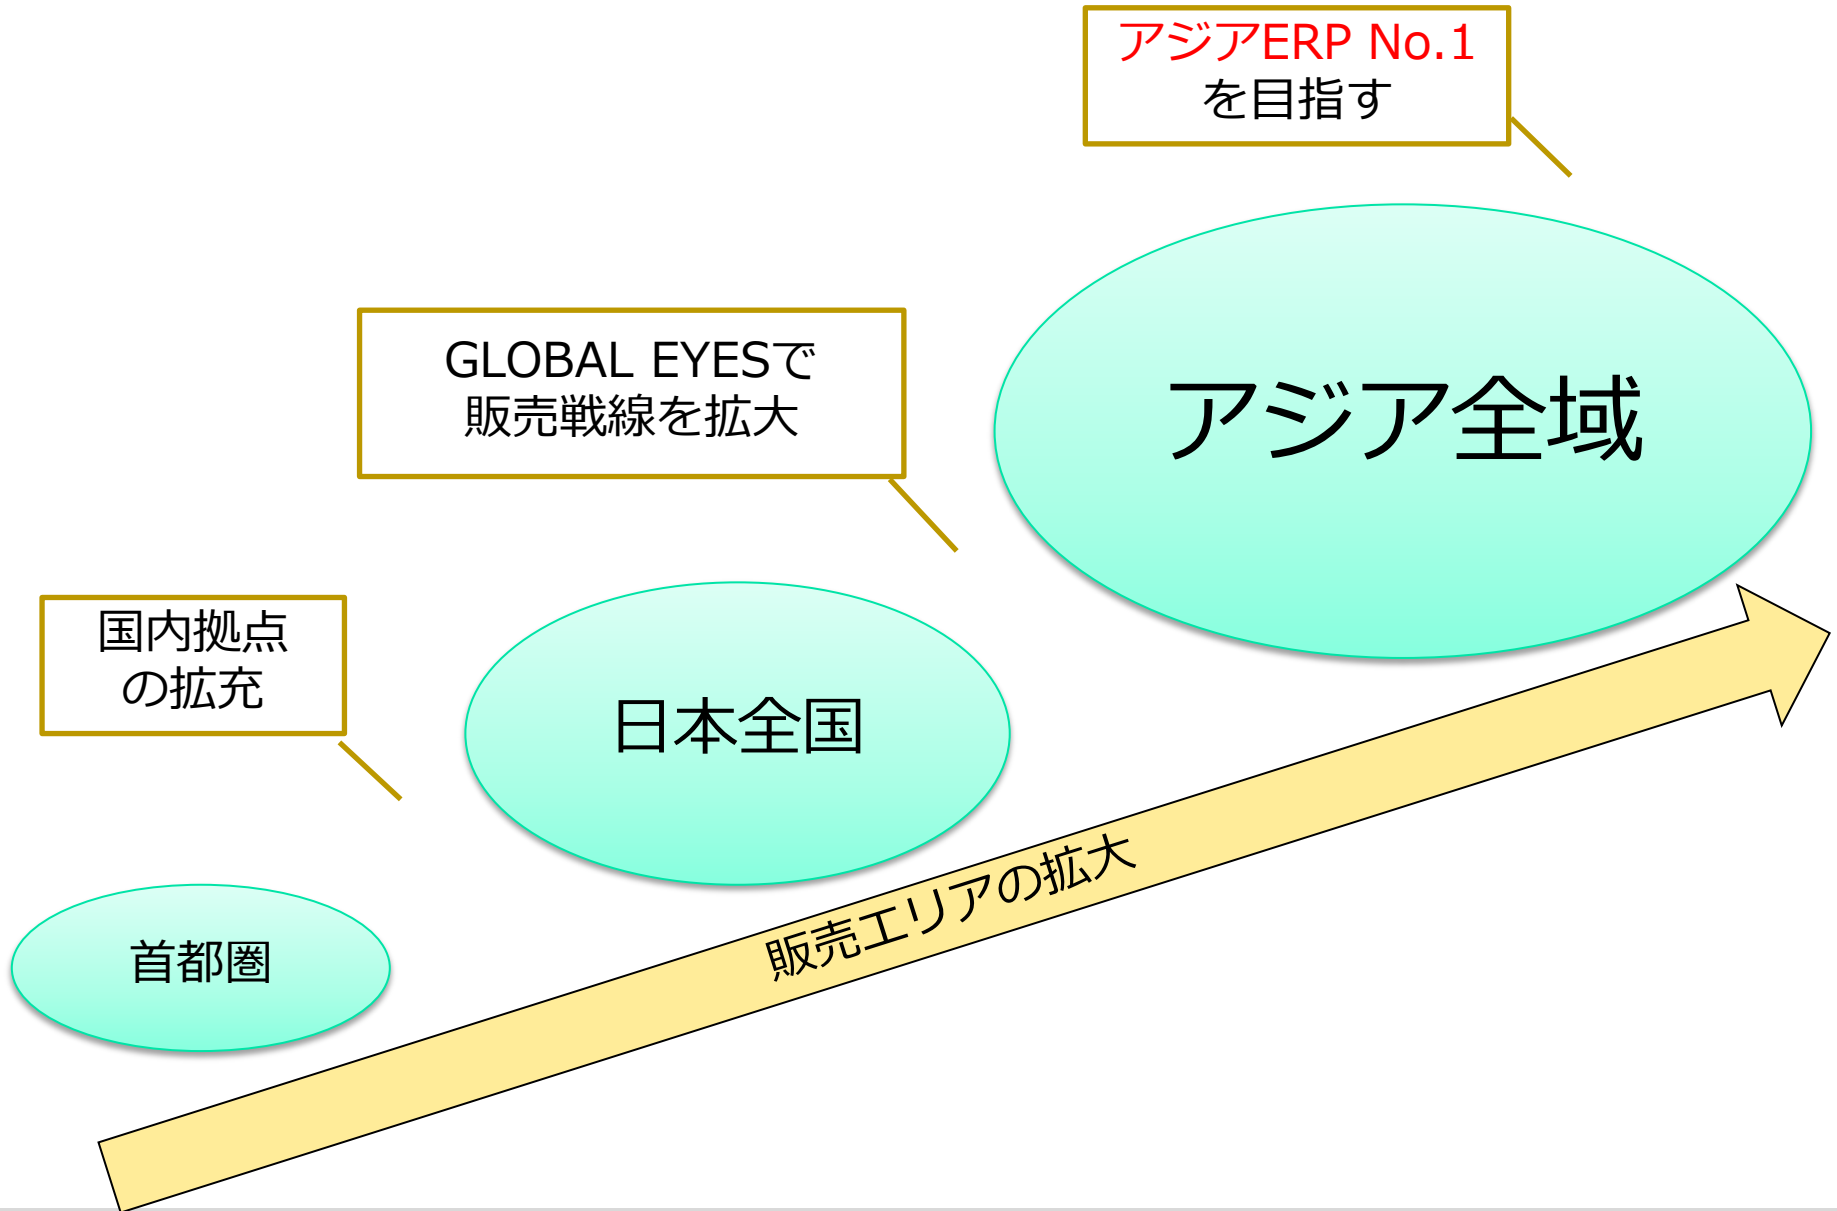 アジアERP No.1
を目指す
アジア全域
GLOBAL EYESで
販売戦線を拡大
国内拠点
の拡充
日本全国
販売エリアの拡大
首都圏